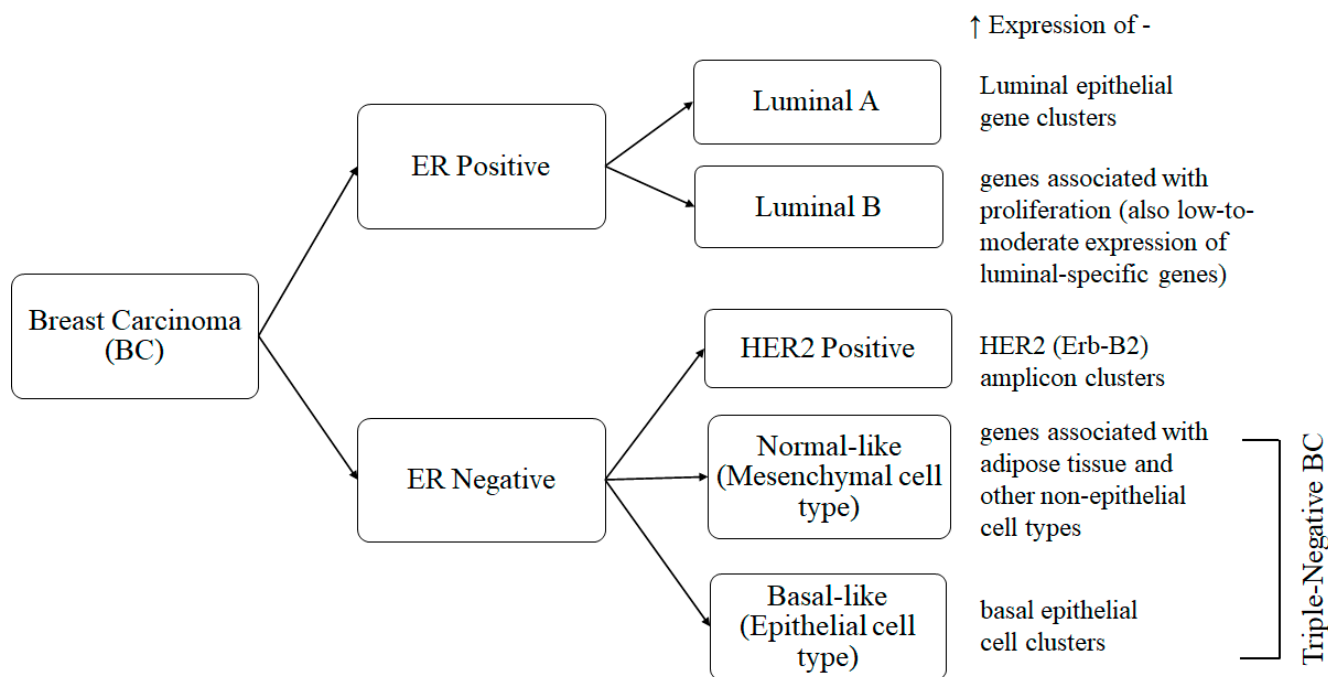 ↑ Expression of -
Luminal A
Luminal epithelial
gene clusters
ER Positive
Luminal B
genes associated with
proliferation (also low-to-
moderate expression of
luminal-specific genes)
Breast Carcinoma
(BC)
HER2 Positive
HER2 (Erb-B2)
amplicon clusters
ER Negative
Normal-like
(Mesenchymal cell
type)
genes associated with
adipose tissue and
other non-epithelial
cell types
Basal-like
(Epithelial cell
type)
basal epithelial
cell clusters
Triple-Negative BC